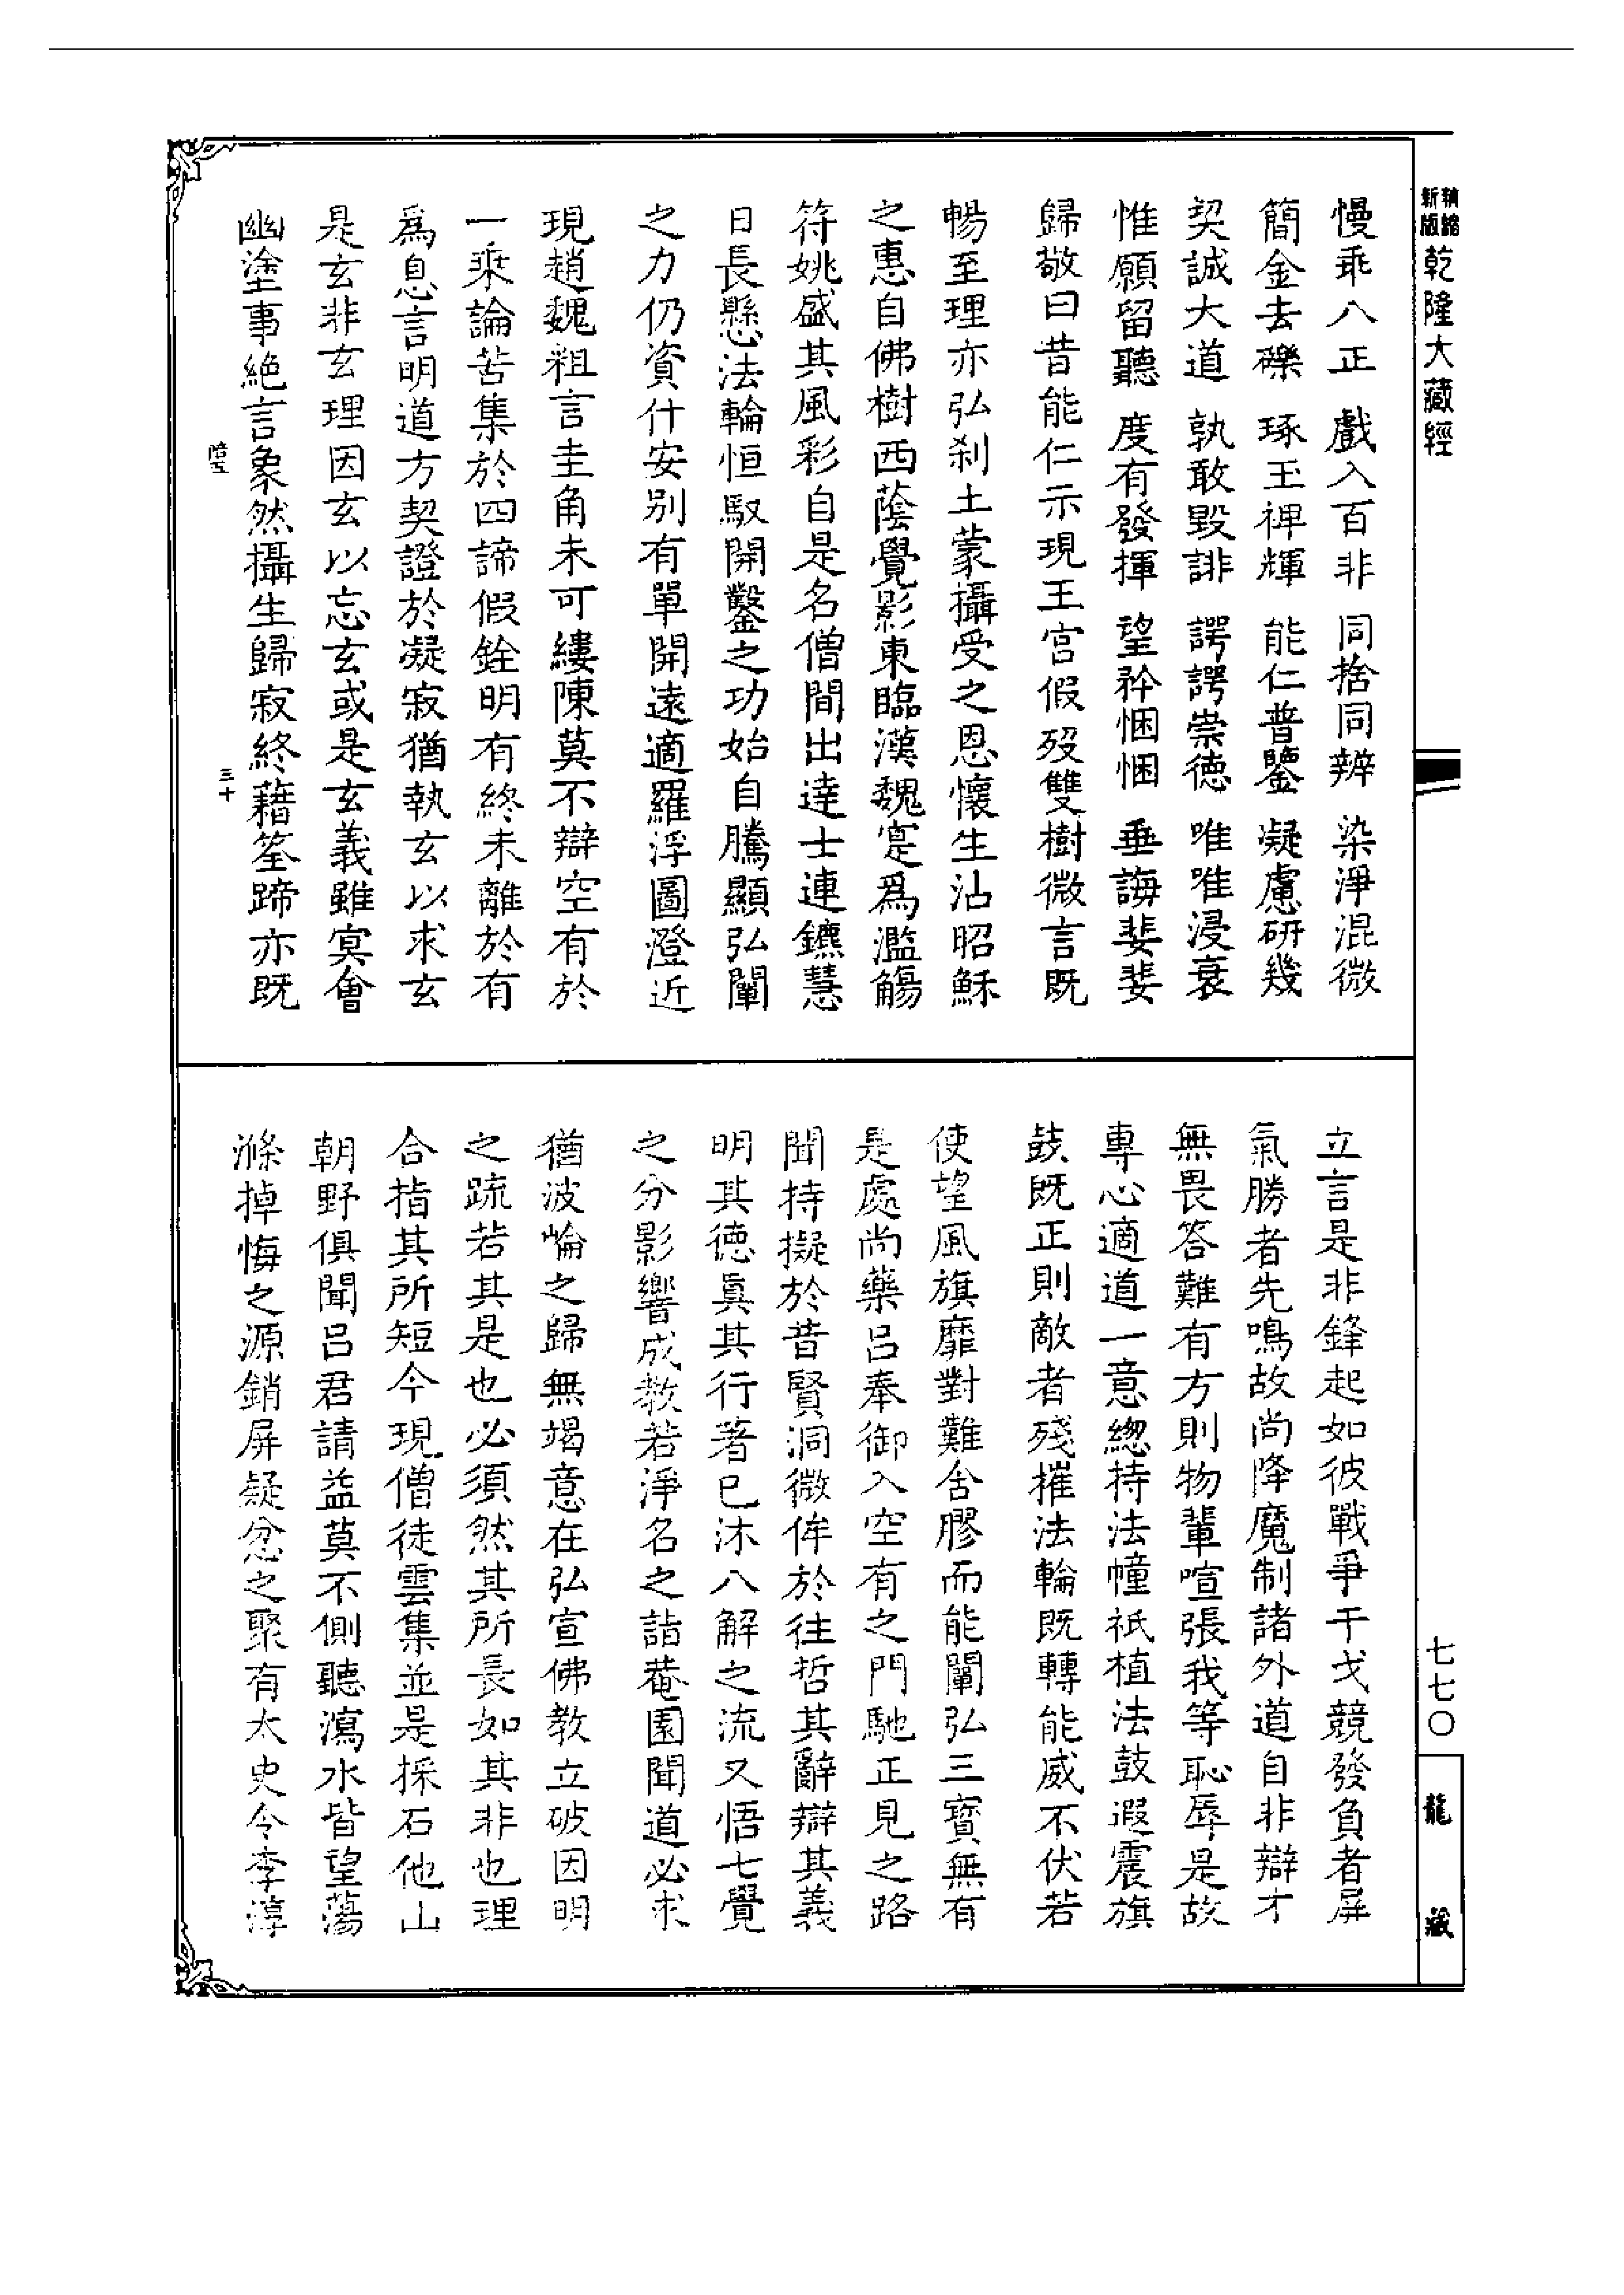 新版 精縮 乾隆大藏經
慢乖八正 戲入百非 同捨同辨 染淨混微
簡金去礫 琢玉裨輝 能仁普鑒 凝慮研幾
契誠大道 孰敢毀誹 諤諤崇德 唯唯浸衰
惟願留聽 度有發揮 望矜悃悃 垂誨斐斐
歸敬曰昔能仁示現王宮假歿雙樹微言既
暢至理亦弘刹土蒙攝受之恩懷生沾昭穌
之惠自佛樹西蔭覺影東臨漢魏寔爲濫觴
符姚盛其風彩自是名僧間出達士連鑣慧
日長懸法輪恒馭開鑿之功始自騰顯弘闡
之力仍資什安別有單開遠適羅浮圖澄近
現趙魏粗言圭角未可縷陳莫不辯空有於
一乘論苦集於四諦假銓明有終未離於有
爲息言明道方契證於凝寂猶執玄以求玄
是玄非玄理因玄以忘玄或是玄義雖冥會
幽塗事絶言象然攝生歸寂終藉筌蹄亦既
三十
立言是非鋒起如彼戰爭干戈競發負者屏
氣勝者先鳴故尚降魔制諸外道自非辯才
無畏答難有方則物輩喧張我等恥辱是故
專心適道一意緫持法幢祇植法鼓遐震旗
鼓既正則敵者殘摧法輪既轉能威不伏若
使望風旗靡對難含膠而能闡弘三寳無有
是處尚藥呂奉御入空有之門馳正見之路
聞持擬於昔賢洞微侔於往哲其辭辯其義
明其德眞其行著已沐八解之流又悟七覺
之分影響成教若淨名之詣菴園聞道必求
猶波崘之歸無竭意在弘宣佛教立破因明
之疏若其是也必須然其所長如其非也理
合指其所短今現僧徒雲集並是採石他山
朝野俱聞呂君請益莫不側聽瀉水皆望蕩
滌掉悔之源銷屏疑忿之聚有太史令李淳
七七〇
龍藏